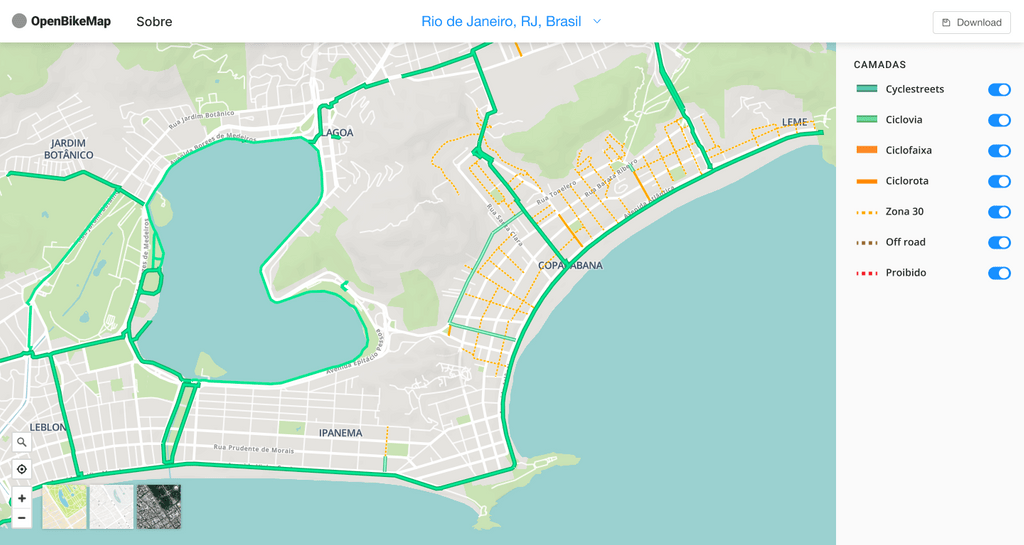 OpenBikeMap
Sobre
Rio de Janeiro, RJ, Brasil
Download
CAMADAS
Cyclestreets
Ciclovia
Ciclofaixa
Ciclorota
Zona 30
Off road
Proibido
Rua Jardim Botânico
Avenida Borges de Medeiros
LAGOA
LEME
JARDIM
BOTÂNICO
Rua Tonelero
Rua Barata Ribeiro
Avenida Atlântica
Rua Santa Clara
COPACABANA
Avenida Epitácio Pessoa
LEBLON
IPANEMA
Rua Prudente de Morais
+
−